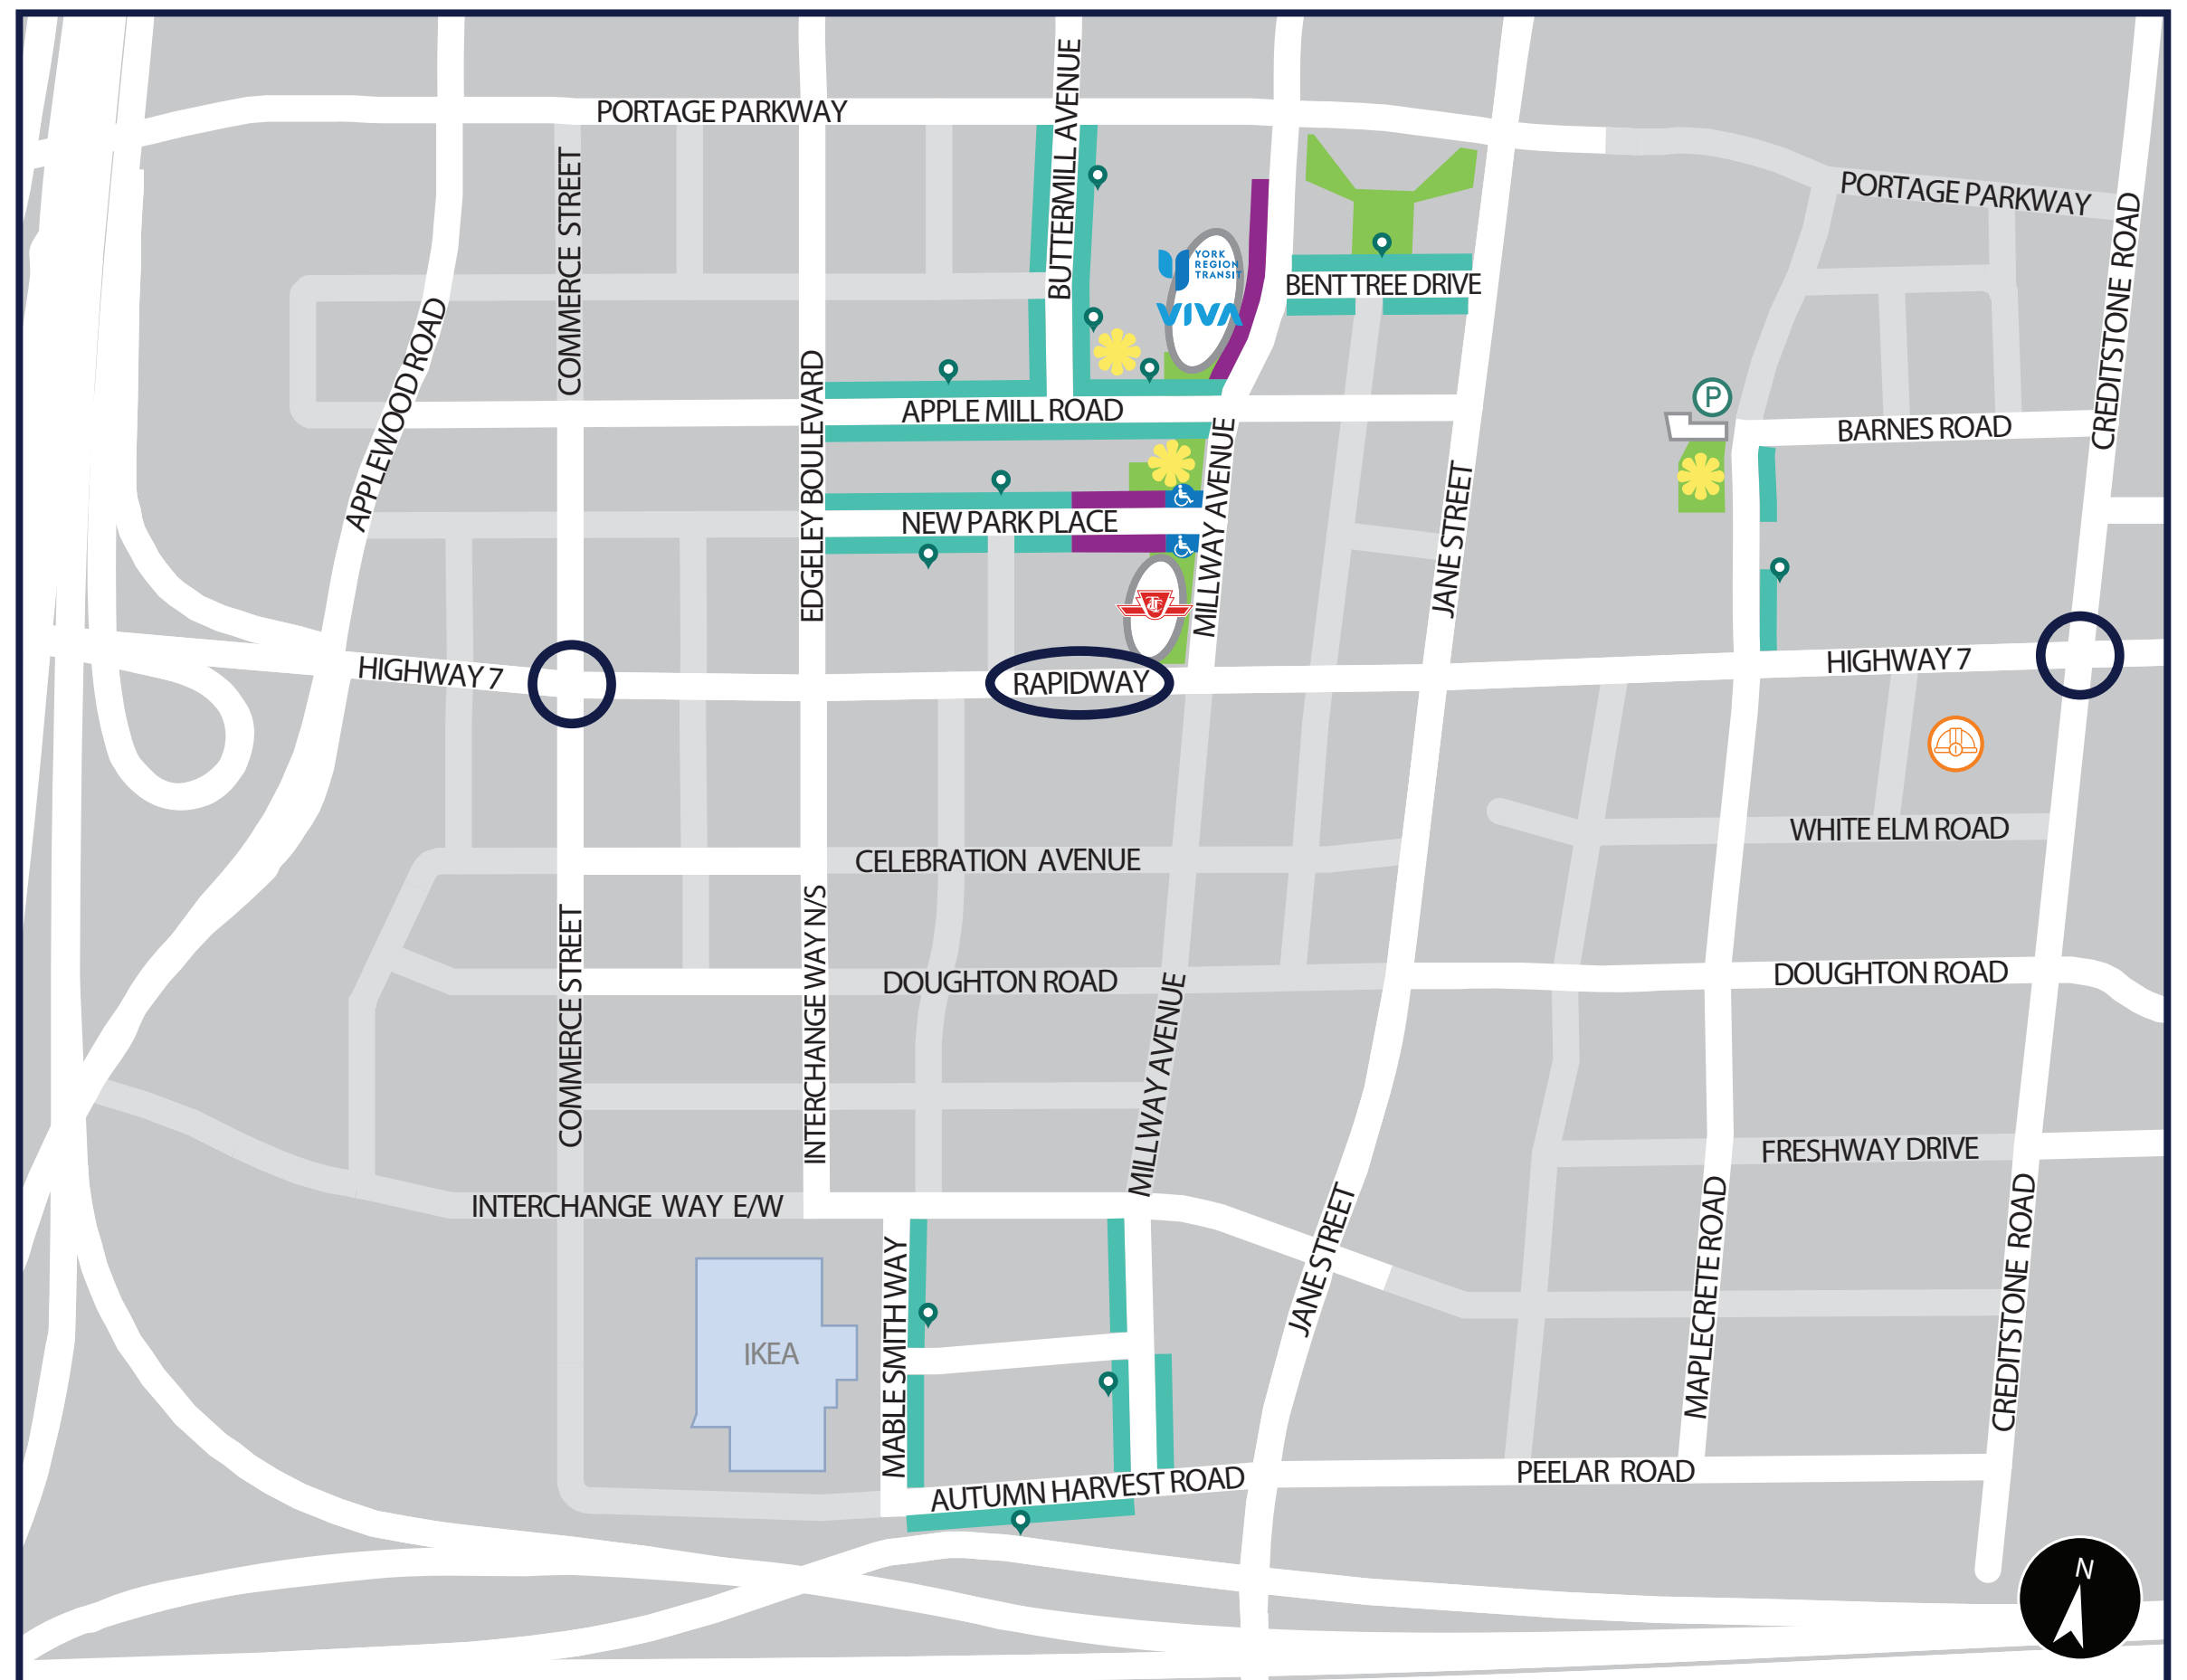 PORTAGE PARKWAY
BUTTERMILL AVENUE
COMMERCE STREET
PORTAGE PARKWAY
CREDITSTONE ROAD
YORK
REGION
TRANSIT
VIVA
BENT TREE DRIVE
APPLEWOOD ROAD
EDGELEY BOULEVARD
APPLE MILL ROAD
P
BARNES ROAD
MILLWAY AVENUE
JANE STREET
NEW PARK PLACE
TTC
HIGHWAY 7
RAPIDWAY
HIGHWAY 7
WHITE ELM ROAD
CELEBRATION AVENUE
COMMERCE STREET
INTERCHANGE WAY N/S
DOUGHTON ROAD
DOUGHTON ROAD
MILLWAY AVENUE
FRESHWAY DRIVE
INTERCHANGE WAY E/W
JANE STREET
MAPLECRETE ROAD
CREDITSTONE ROAD
MABLE SMITH WAY
IKEA
AUTUMN HARVEST ROAD
PEELAR ROAD
N